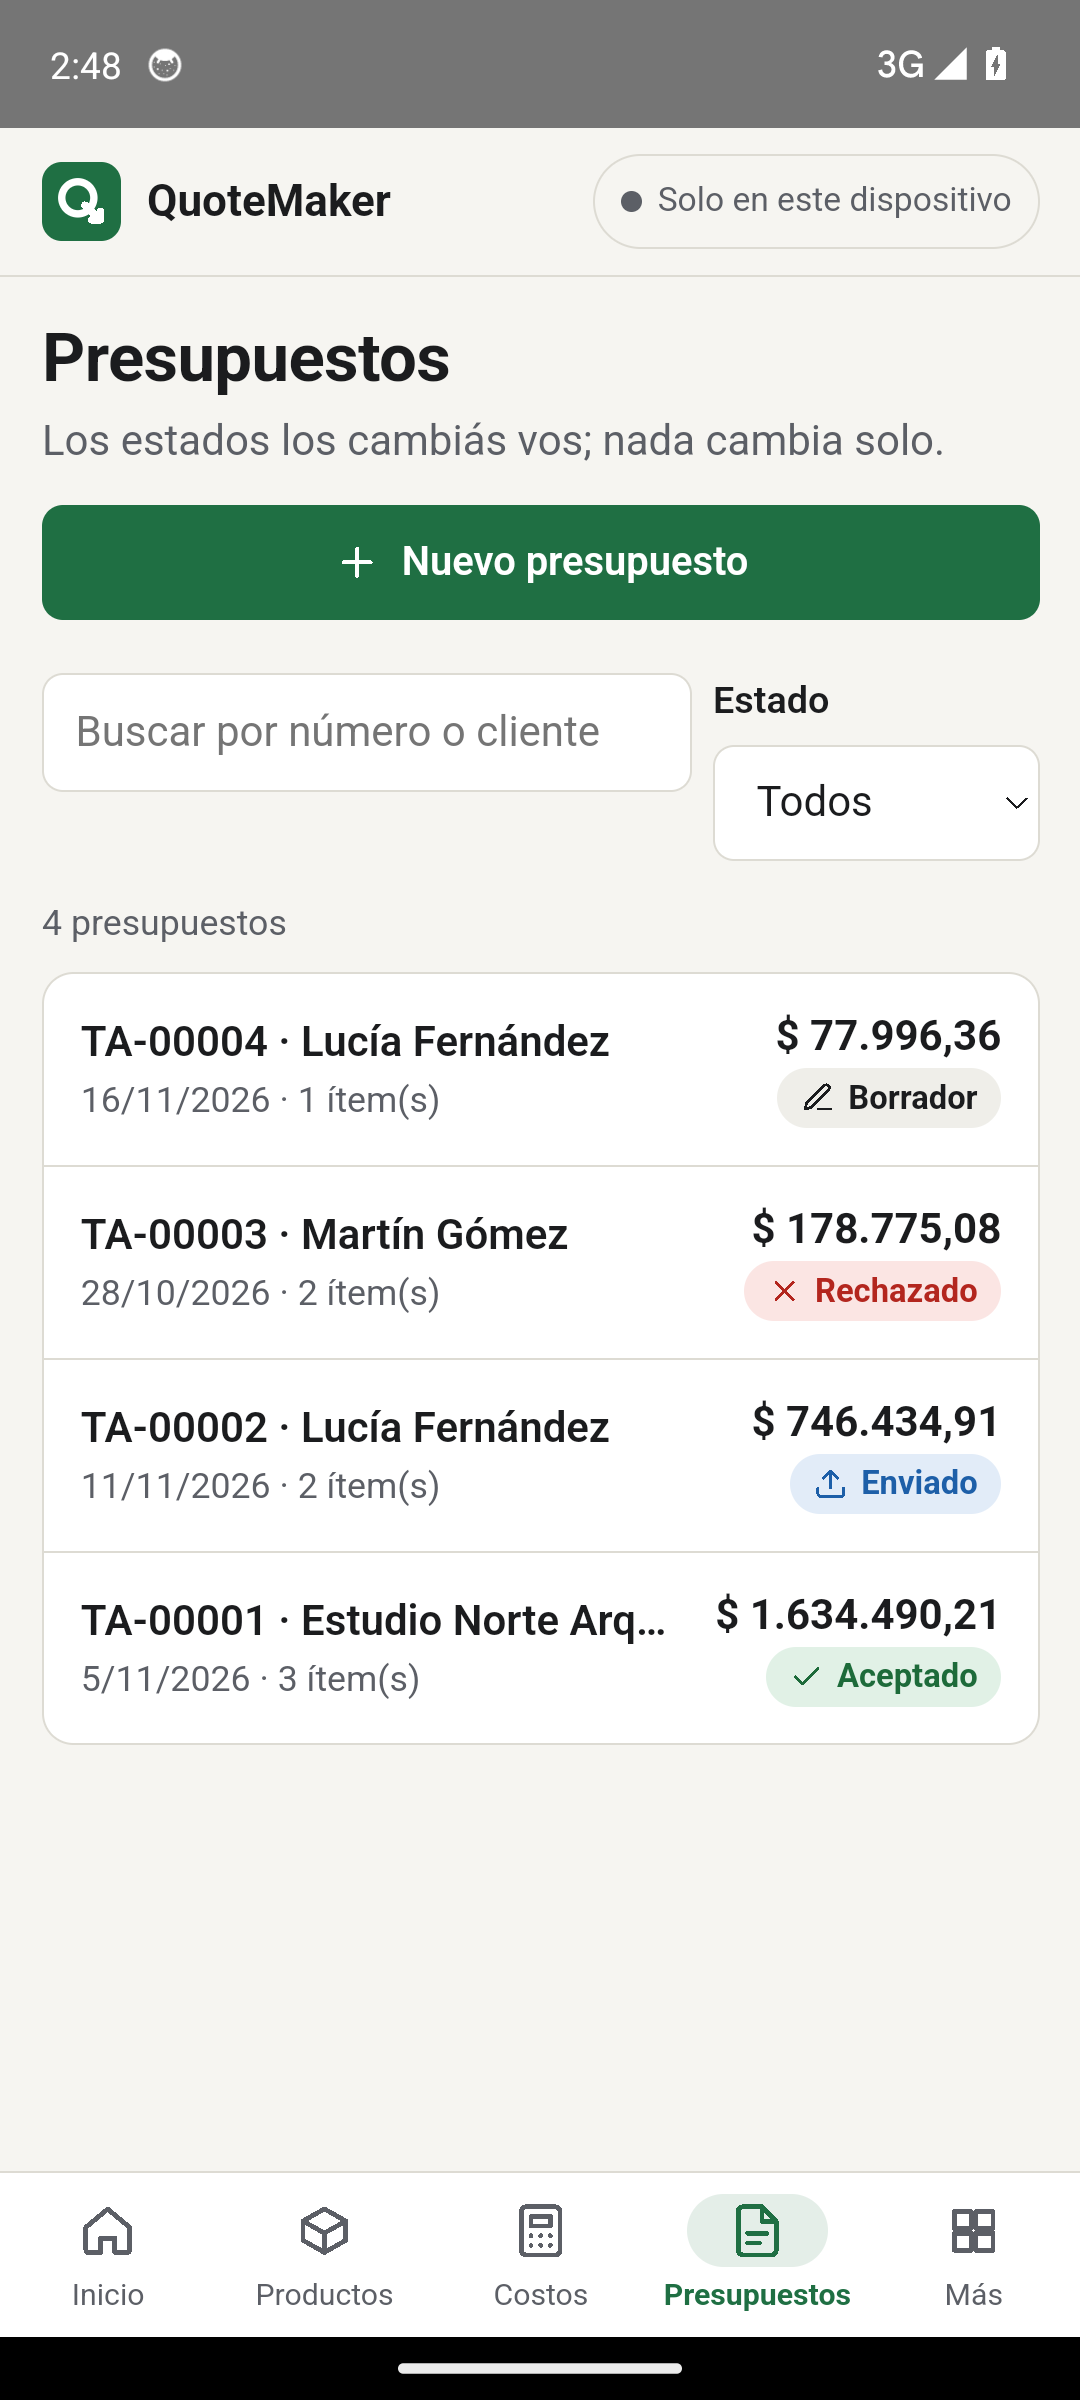 2:48
3G
QuoteMaker
Solo en este dispositivo
Presupuestos
Los estados los cambiás vos; nada cambia solo.
Nuevo presupuesto
Buscar por número o cliente
Estado
Todos
4 presupuestos
TA-00004 · Lucía Fernández
$ 77.996,36
16/11/2026 · 1 ítem(s)
Borrador
TA-00003 · Martín Gómez
$ 178.775,08
28/10/2026 · 2 ítem(s)
Rechazado
TA-00002 · Lucía Fernández
$ 746.434,91
11/11/2026 · 2 ítem(s)
Enviado
TA-00001 · Estudio Norte Arq…
$ 1.634.490,21
5/11/2026 · 3 ítem(s)
Aceptado
Inicio
Productos
Costos
Presupuestos
Más